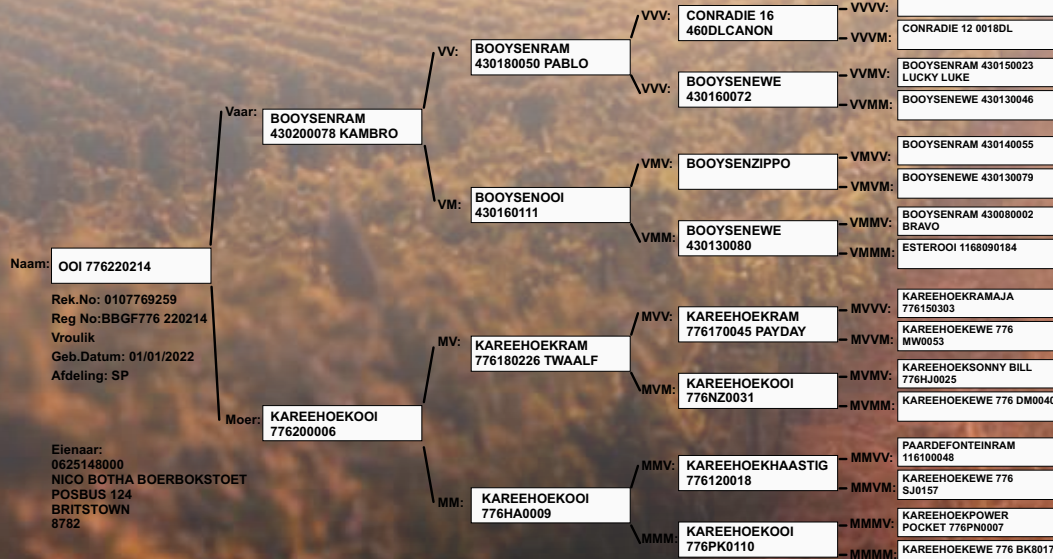 Naam:
OOI 776220214
Rek.No: 0107769259
Reg No:BBGF776 220214
Vroulik
Geb.Datum: 01/01/2022
Afdeling: SP
Eienaar:
0625148000
NICO BOTHA BOERBOKSTOET
POSBUS 124
BRITSTOWN
8782
Vaar:
BOOYSENRAM
430200078 KAMBRO
Moer:
KAREEHOEKOOI
776200006
VV:
BOOYSENRAM
430180050 PABLO
VM:
BOOYSENOOI
430160111
MV:
KAREEHOEKRAM
776180226 TWAALF
MM:
KAREEHOEKOOI
776HA0009
VVV:
CONRADIE 16
460DLCANON
VVV:
BOOYSENEWE
430160072
VMV:
BOOYSENZIPPO
VMM:
BOOYSENEWE
430130080
MVV:
KAREEHOEKRAM
776170045 PAYDAY
MVM:
KAREEHOEKOOI
776NZ0031
MMV:
KAREEHOEKHAASTIG
776120018
MMM:
KAREEHOEKOOI
776PK0110
VVVV:
VVVM:
CONRADIE 12 0018DL
VVMV:
BOOYSENRAM 430150023
LUCKY LUKE
VVMM:
BOOYSENEWE 430130046
VMVV:
BOOYSENRAM 430140055
VMVM:
BOOYSENEWE 430130079
VMMV:
BOOYSENRAM 430080002
BRAVO
VMMM:
ESTEROOI 1168090184
MVVV:
KAREEHOEKRAMAJA
776150303
MVVM:
KAREEHOEKEWE 776
MW0053
MVMV:
KAREEHOEKSONNY BILL
776HJ0025
MVMM:
KAREEHOEKEWE 776 DM0040
MMVV:
PAARDEFONTEINRAM
116100048
MMVM:
KAREEHOEKEWE 776
SJ0157
MMMV:
KAREEHOEKPOWER
POCKET 776PN0007
MMMM:
KAREEHOEKEWE 776 BK8017